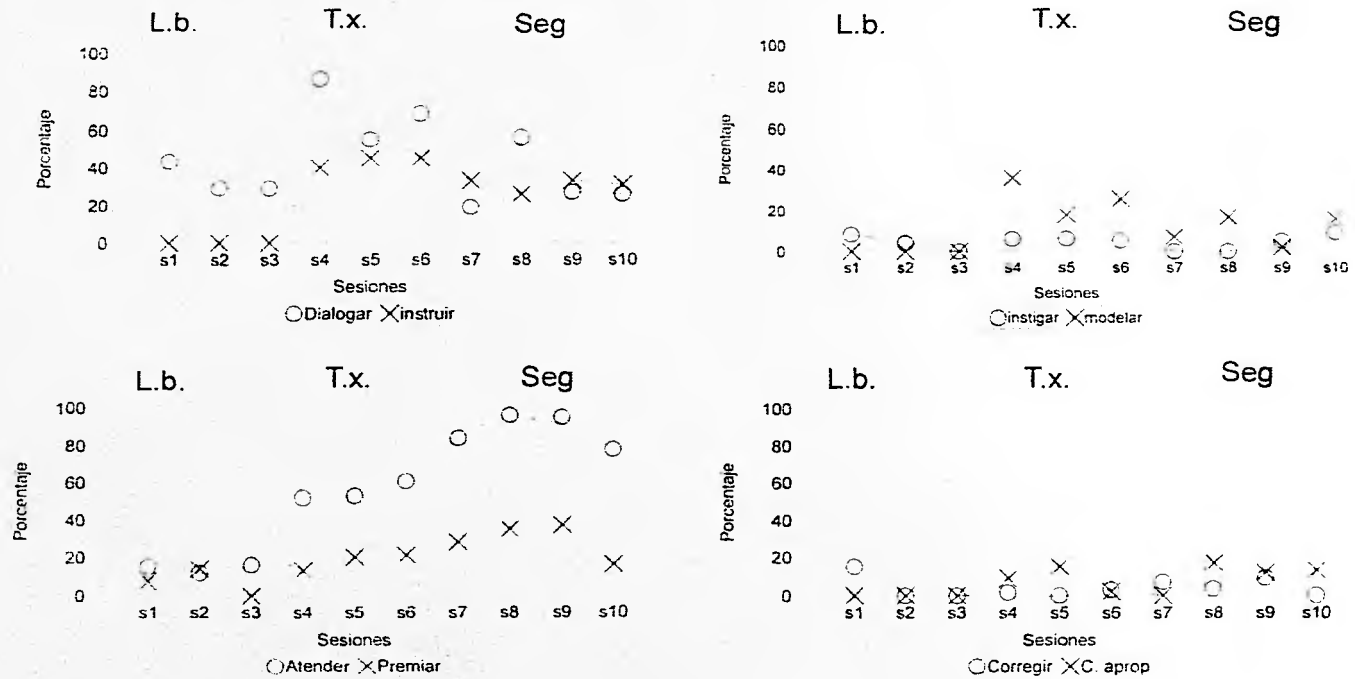 L.b. T.x. Seg
100
80
60
40
20
0
Porcentaje
s1 s2 s3 s4 s5 s6 s7 s8 s9 s10
Sesiones
Dialogar instruir
L.b. T.x. Seg
100
80
60
40
20
0
Porcentaje
s1 s2 s3 s4 s5 s6 s7 s8 s9 s10
Sesiones
instigar modelar
L.b. T.x. Seg
100
80
60
40
20
0
Porcentaje
s1 s2 s3 s4 s5 s6 s7 s8 s9 s10
Sesiones
Atender Premiar
L.b. T.x. Seg
100
80
60
40
20
0
Porcentaje
s1 s2 s3 s4 s5 s6 s7 s8 s9 s10
Sesiones
Corregir C. aprop